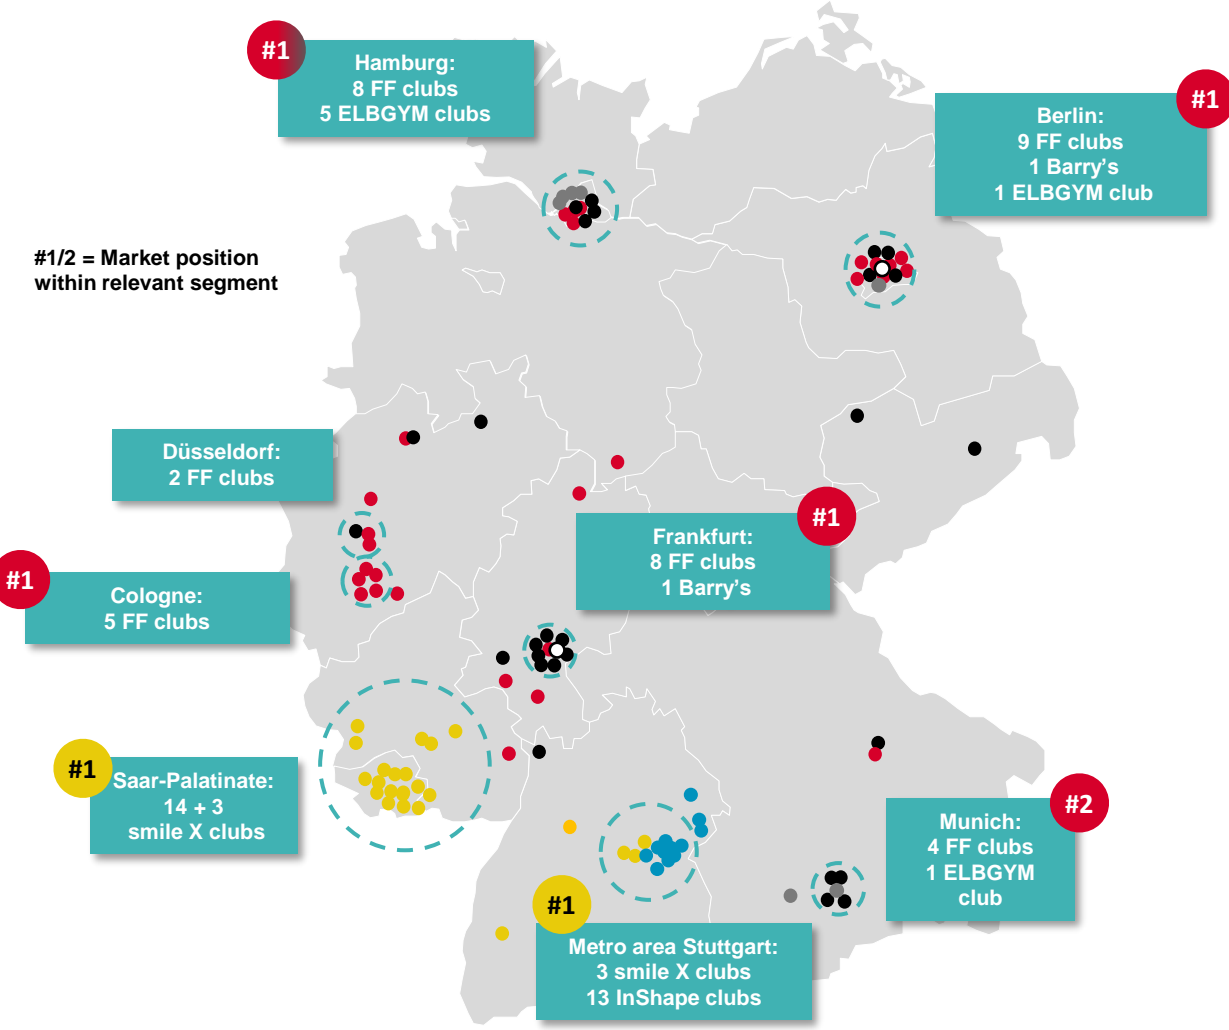 #1
Hamburg:
8 FF clubs
5 ELBGYM clubs
#1
Berlin:
9 FF clubs
1 Barry's
1 ELBGYM club
#1/2 = Market position
within relevant segment
Düsseldorf:
2 FF clubs
#1
Frankfurt:
8 FF clubs
1 Barry's
#1
Cologne:
5 FF clubs
#1
Saar-Palatinate:
14 + 3
smile X clubs
#2
Munich:
4 FF clubs
1 ELBGYM
club
#1
Metro area Stuttgart:
3 smile X clubs
13 InShape clubs